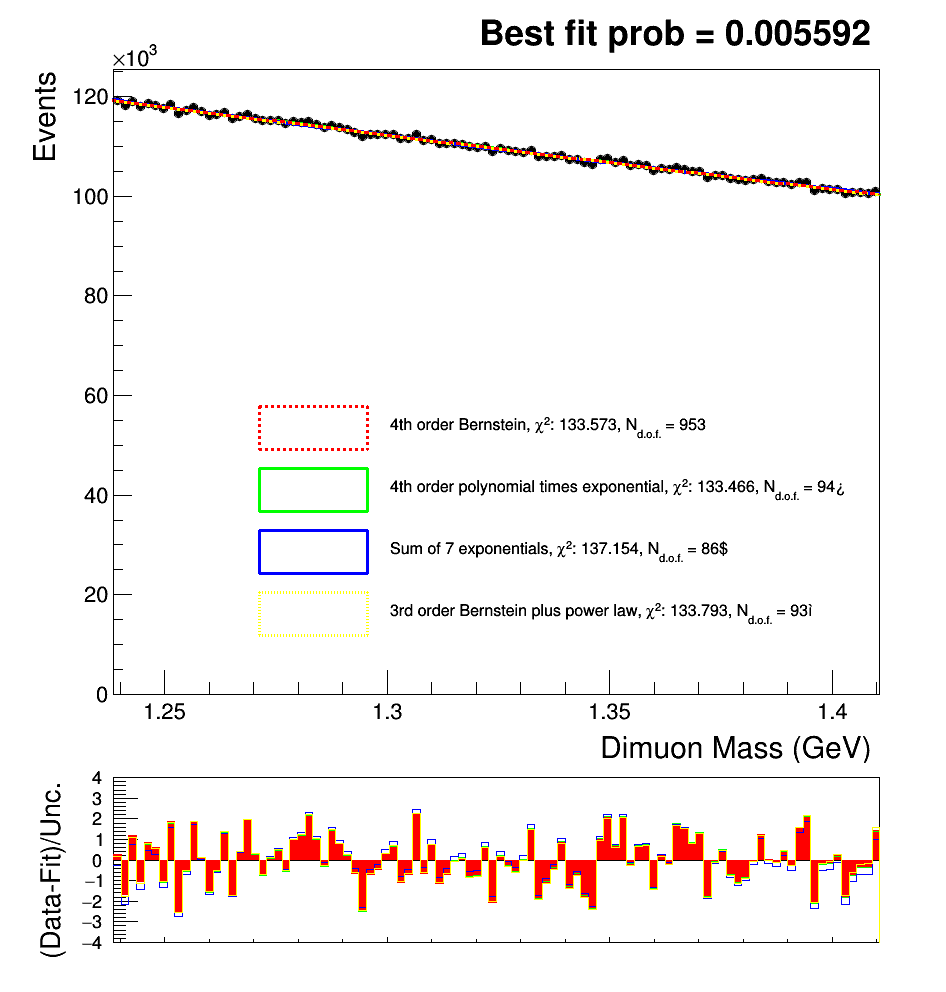 Best fit prob = 0.005592
×10³
Events
120
100
80
60
40
20
0
4th order Bernstein, χ²: 133.573, N_d.o.f. = 953
4th order polynomial times exponential, χ²: 133.466, N_d.o.f. = 94¿
Sum of 7 exponentials, χ²: 137.154, N_d.o.f. = 86$
3rd order Bernstein plus power law, χ²: 133.793, N_d.o.f. = 93ì
1.25 1.3 1.35 1.4
Dimuon Mass (GeV)
(Data-Fit)/Unc.
4
3
2
1
0
−1
−2
−3
−4